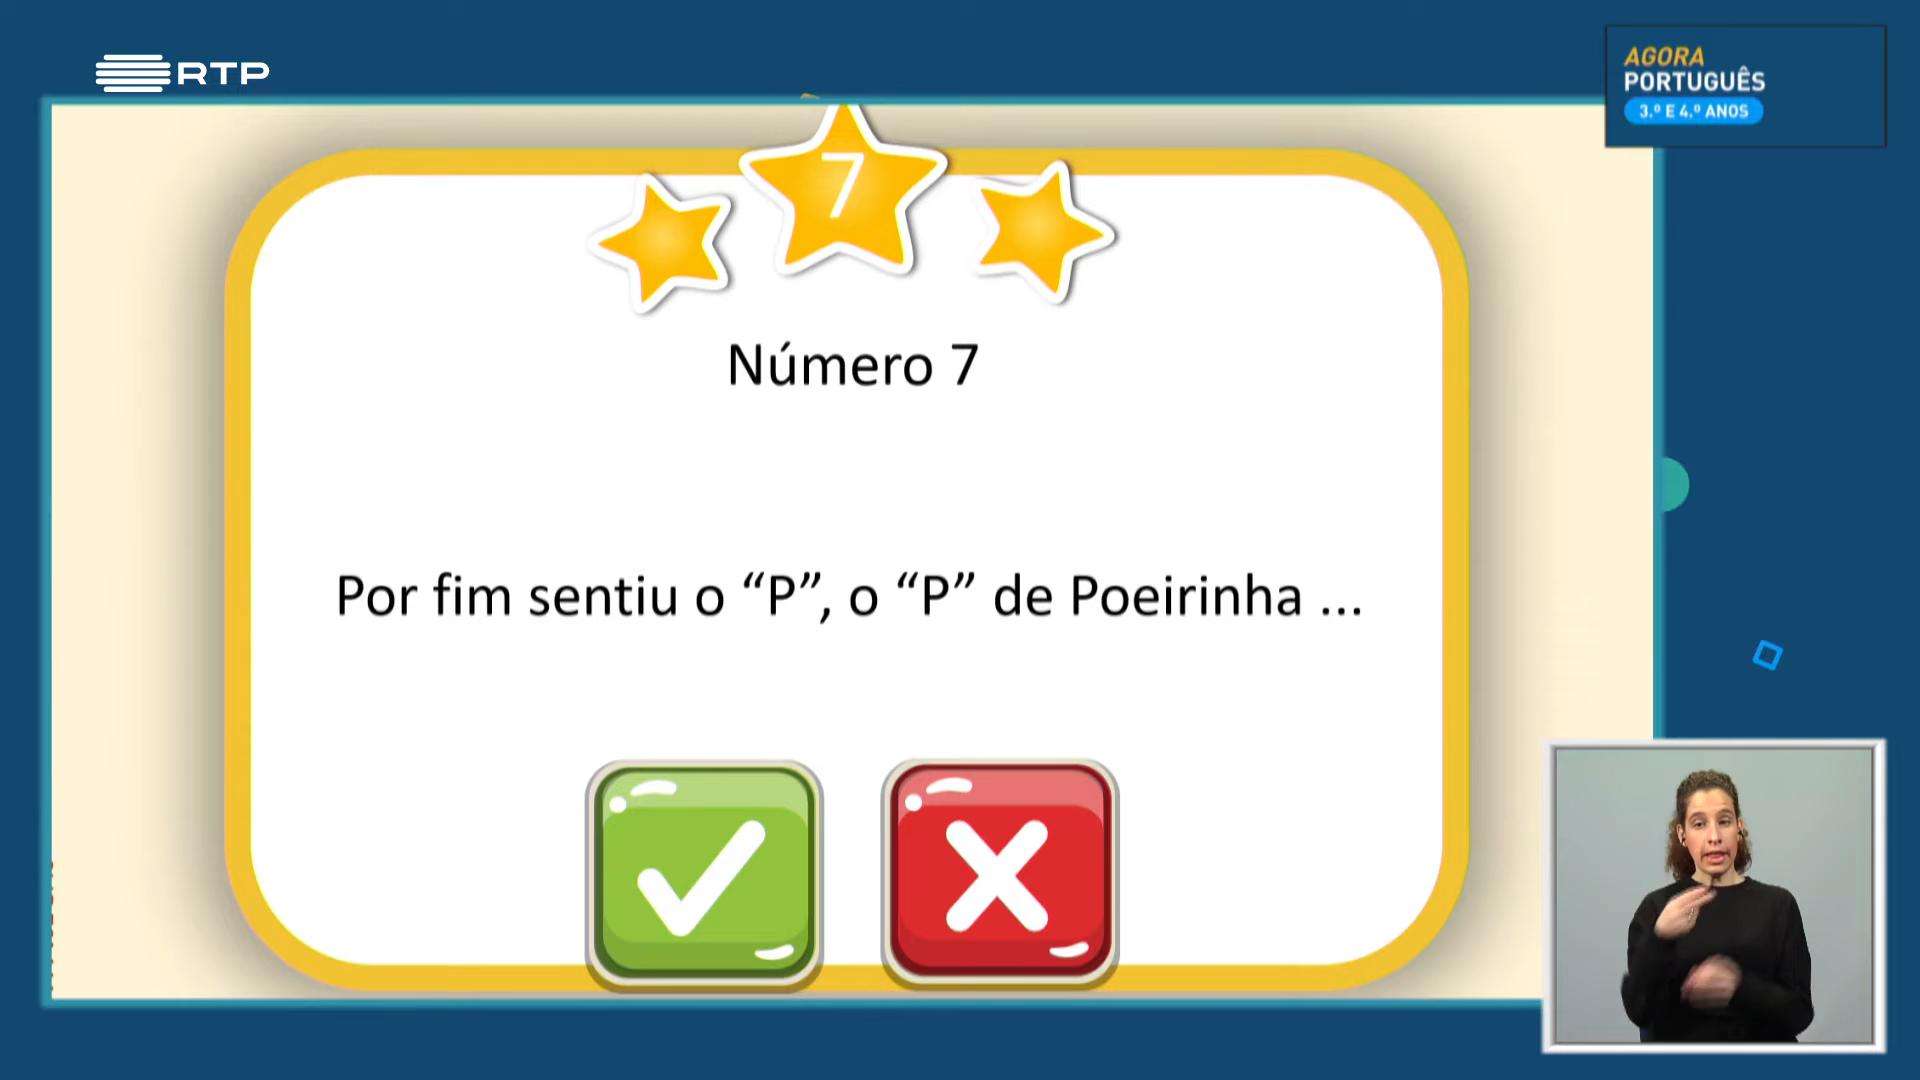 RTP
AGORA
PORTUGUÊS
3.º E 4.º ANOS
7
Número 7
Por fim sentiu o “P”, o “P” de Poeirinha ...